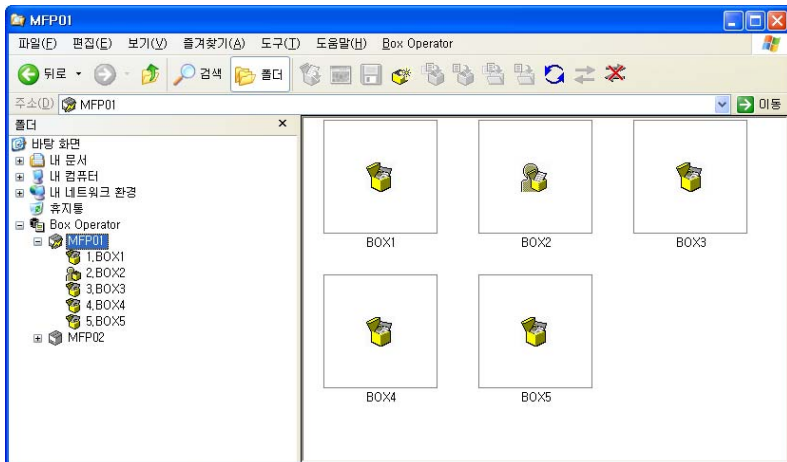 MFP01
파일(F) 편집(E) 보기(V) 즐겨찾기(A) 도구(T) 도움말(H) Box Operator
뒤로 검색 폴더
주소(D) MFP01 이동
폴더 ×
바탕 화면
내 문서
내 컴퓨터
내 네트워크 환경
휴지통
Box Operator
MFP01
1,BOX1
2,BOX2
3,BOX3
4,BOX4
5,BOX5
MFP02
BOX1 BOX2 BOX3
BOX4 BOX5